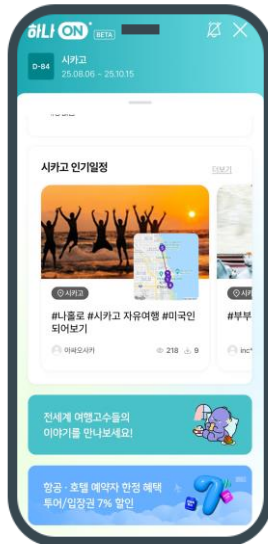 하나 ON BETA
D-84
시카고
25.08.06 ~ 25.10.15
시카고 인기일정
더보기
시카고
#나홀로 #시카고 자유여행 #미국인
되어보기
218
9
시카
#부부
inc*
전세계 여행고수들의
이야기를 만나보세요!
항공 · 호텔 예약자 한정 혜택
투어/입장권 7% 할인